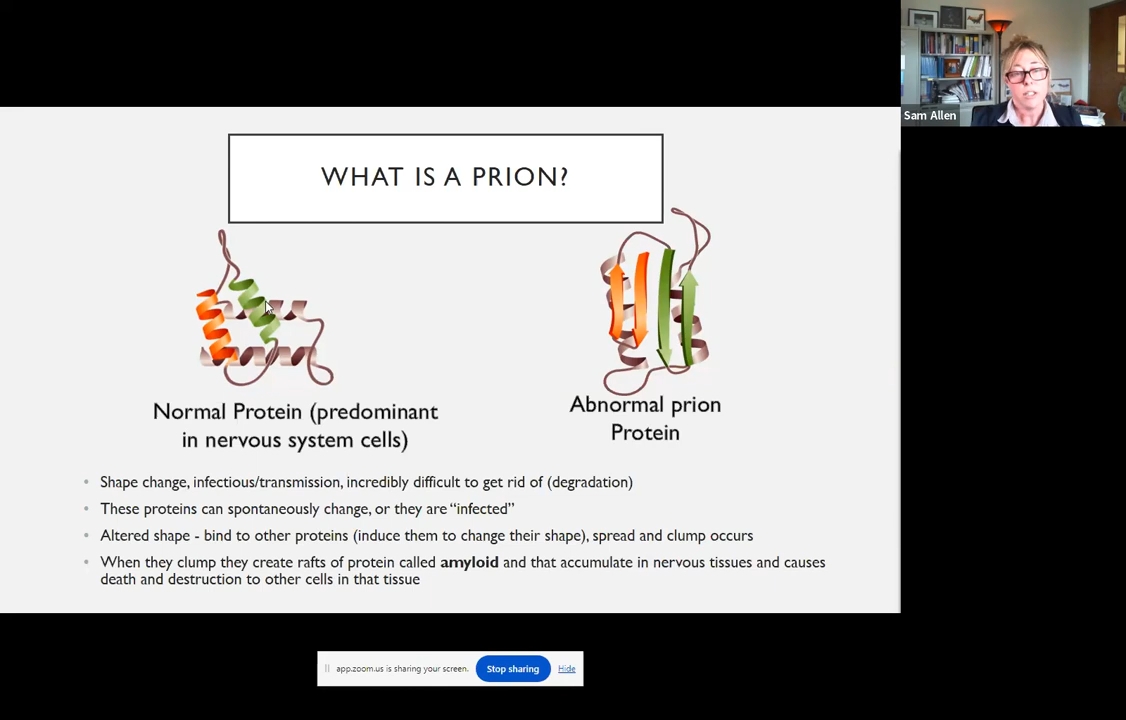 Sam Allen
WHAT IS A PRION?
Normal Protein (predominant
in nervous system cells)
Abnormal prion
Protein
Shape change, infectious/transmission, incredibly difficult to get rid of (degradation)
These proteins can spontaneously change, or they are “infected”
Altered shape - bind to other proteins (induce them to change their shape), spread and clump occurs
When they clump they create rafts of protein called amyloid and that accumulate in nervous tissues and causes
death and destruction to other cells in that tissue
app.zoom.us is sharing your screen.
Stop sharing
Hide